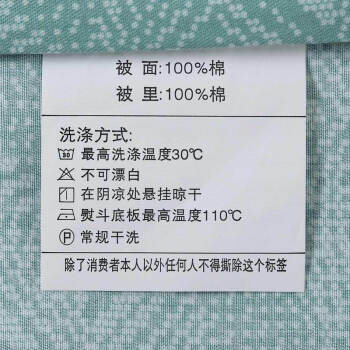 被 面:100%棉
被 里:100%棉
洗涤方式:
最高洗涤温度30℃
不可漂白
在阴凉处悬挂晾干
熨斗底板最高温度110℃
Ⓟ 常规干洗
除了消费者本人以外任何人不得撕除这个标签